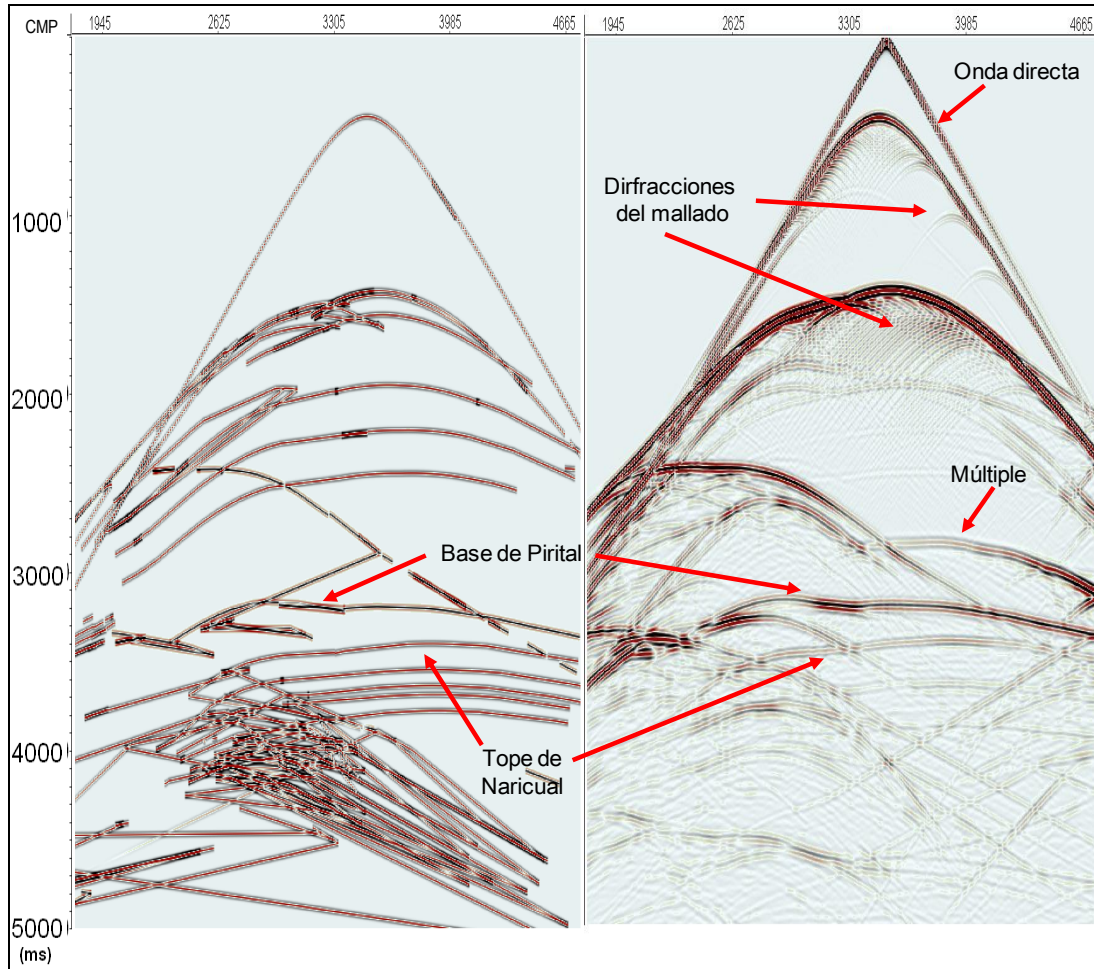 CMP 1945 2625 3305 3985 4665 1945 2625 3305 3985 4665
Onda directa
Dirfracciones
del mallado
1000
2000
Múltiple
Base de Pirital
3000
Tope de
Naricual
4000
5000
(ms)